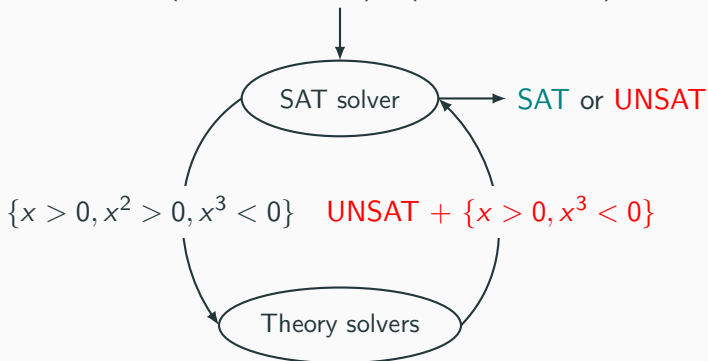 SAT solver
SAT or UNSAT
{x > 0, x² > 0, x³ < 0} UNSAT + {x > 0, x³ < 0}
Theory solvers